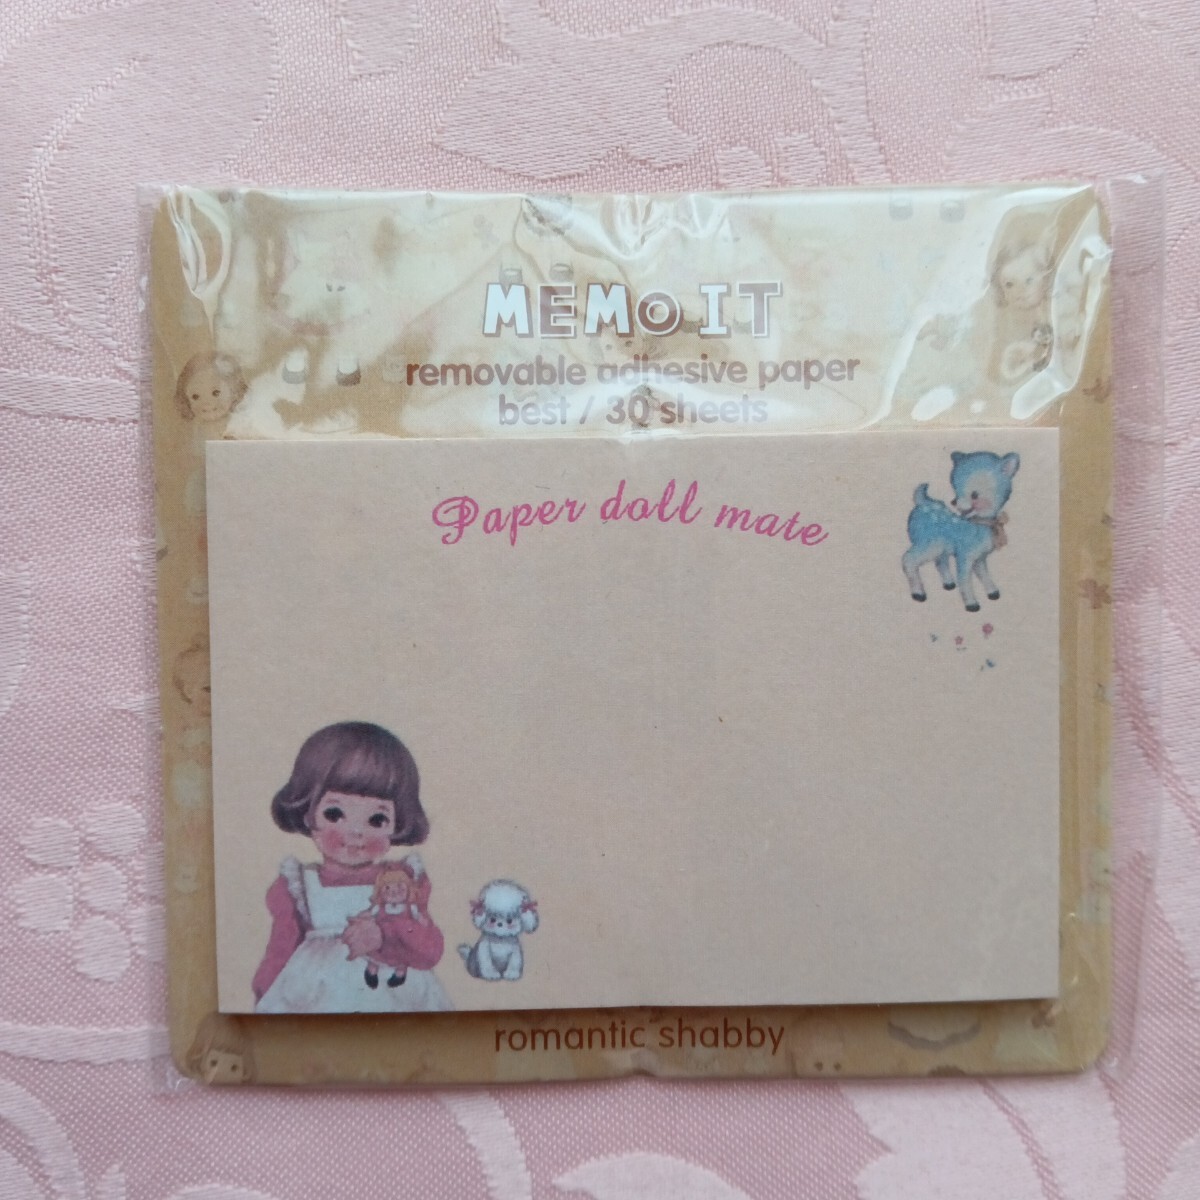 MEMO IT
removable adhesive paper
best / 30 sheets
Paper doll mate
romantic shabby